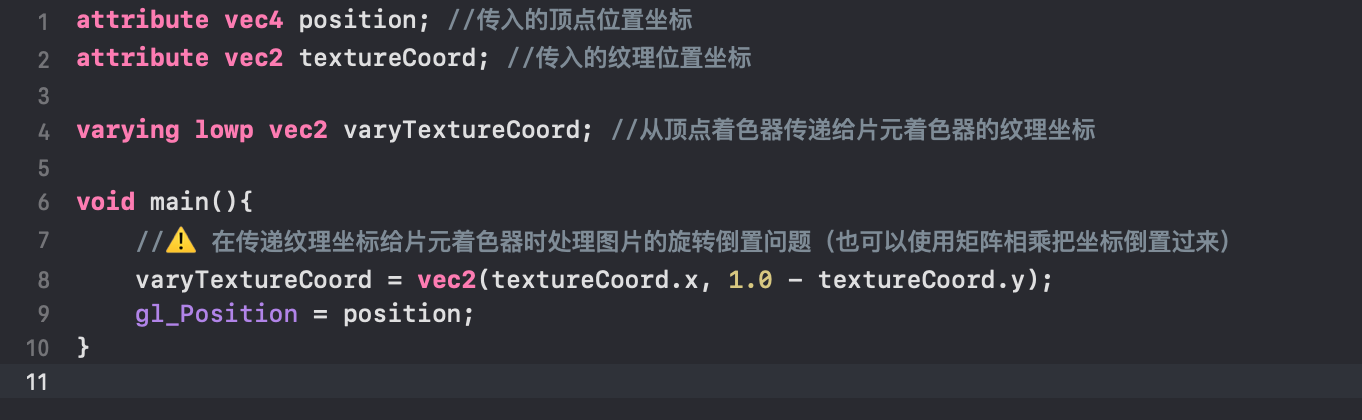 1 attribute vec4 position; //传入的顶点位置坐标
2 attribute vec2 textureCoord; //传入的纹理位置坐标
3
4 varying lowp vec2 varyTextureCoord; //从顶点着色器传递给片元着色器的纹理坐标
5
6 void main(){
7     //⚠️ 在传递纹理坐标给片元着色器时处理图片的旋转倒置问题（也可以使用矩阵相乘把坐标倒置过来）
8     varyTextureCoord = vec2(textureCoord.x, 1.0 - textureCoord.y);
9     gl_Position = position;
10 }
11